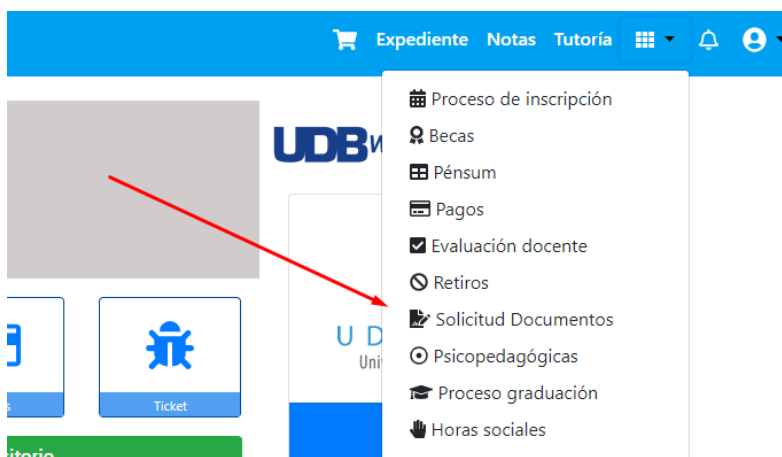 Expediente Notas Tutoría
Proceso de inscripción
UDB
Becas
Pénsum
Pagos
Evaluación docente
Retiros
Solicitud Documentos
U D
Uni
Psicopedagógicas
Ticket
Proceso graduación
Horas sociales